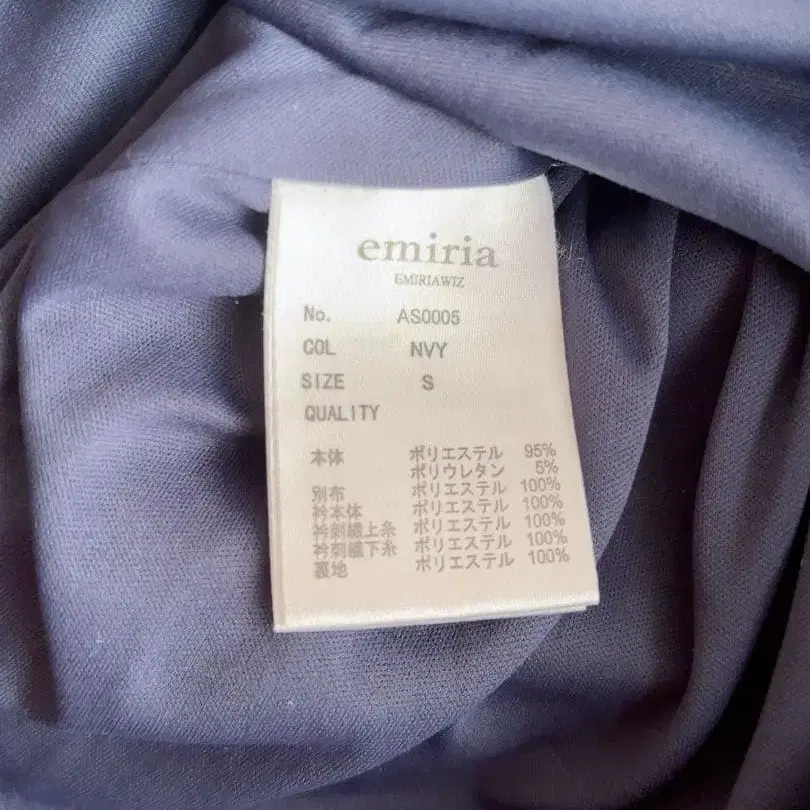 emiria
EMIRIAWIZ
No. AS0005
COL NVY
SIZE S
QUALITY
本体 ポリエステル 95%
ポリウレタン 5%
別布 ポリエステル 100%
衿本体 ポリエステル 100%
衿刺繍上糸 ポリエステル 100%
衿刺繍下糸 ポリエステル 100%
裏地 ポリエステル 100%